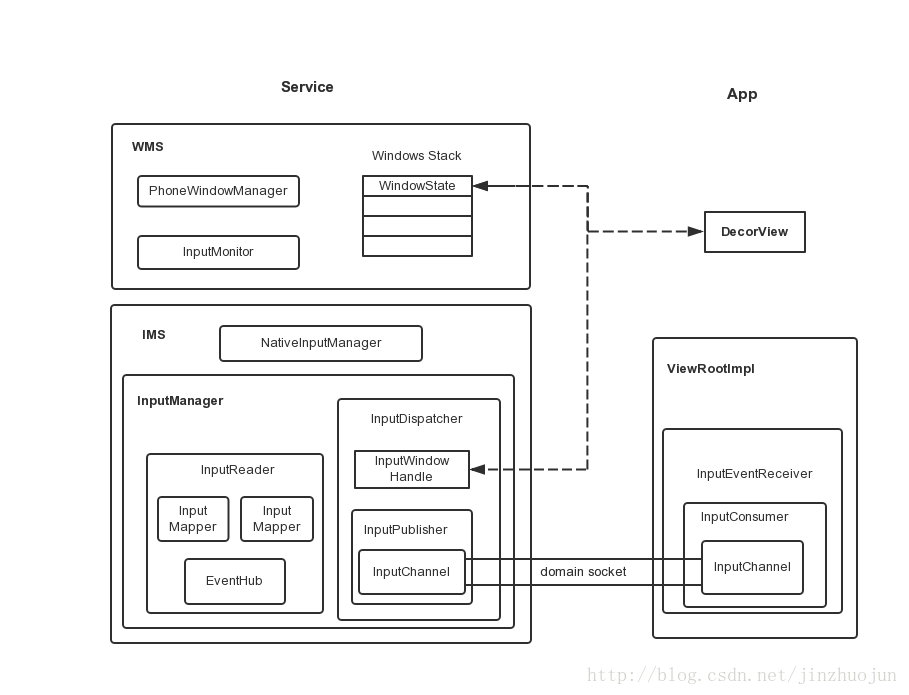 Service
App
WMS
Windows Stack
PhoneWindowManager
WindowState
InputMonitor
DecorView
IMS
NativeInputManager
InputManager
InputDispatcher
InputWindow
Handle
InputReader
Input
Mapper
Input
Mapper
EventHub
InputPublisher
InputChannel
domain socket
ViewRootImpl
InputEventReceiver
InputConsumer
InputChannel
http://blog.csdn.net/jinzhuojun